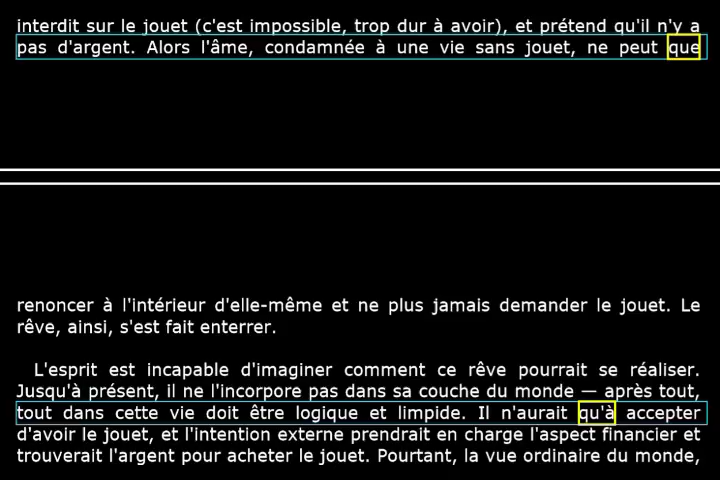 interdit sur le jouet (c'est impossible, trop dur à avoir), et prétend qu'il n'y a
pas d'argent. Alors l'âme, condamnée à une vie sans jouet, ne peut que
renoncer à l'intérieur d'elle-même et ne plus jamais demander le jouet. Le
rêve, ainsi, s'est fait enterrer.
L'esprit est incapable d'imaginer comment ce rêve pourrait se réaliser.
Jusqu'à présent, il ne l'incorpore pas dans sa couche du monde — après tout,
tout dans cette vie doit être logique et limpide. Il n'aurait qu'à accepter
d'avoir le jouet, et l'intention externe prendrait en charge l'aspect financier et
trouverait l'argent pour acheter le jouet. Pourtant, la vue ordinaire du monde,